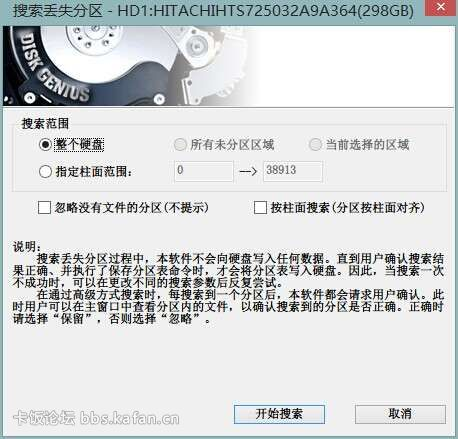 搜索丢失分区 - HD1:HITACHIHTS725032A9A364(298GB)
DISK GENIUS
搜索范围
整个硬盘 所有未分区区域 当前选择的区域
指定柱面范围: 0 --> 38913
忽略没有文件的分区(不提示) 按柱面搜索(分区按柱面对齐)
说明:
搜索丢失分区过程中，本软件不会向硬盘写入任何数据。直到用户确认搜索结
果正确、并执行了保存分区表命令时，才会将分区表写入硬盘。因此，当搜索一次
不成功时，可以在更改不同的搜索参数后反复尝试。
在通过高级方式搜索时，每搜索到一个分区后，本软件都会请求用户确认。此
时用户可以在主窗口中查看分区内的文件，以确认搜索到的分区是否正确。正确时
请选择“保留”，否则选择“忽略”。
卡饭论坛 bbs.kafan.cn
开始搜索 取消